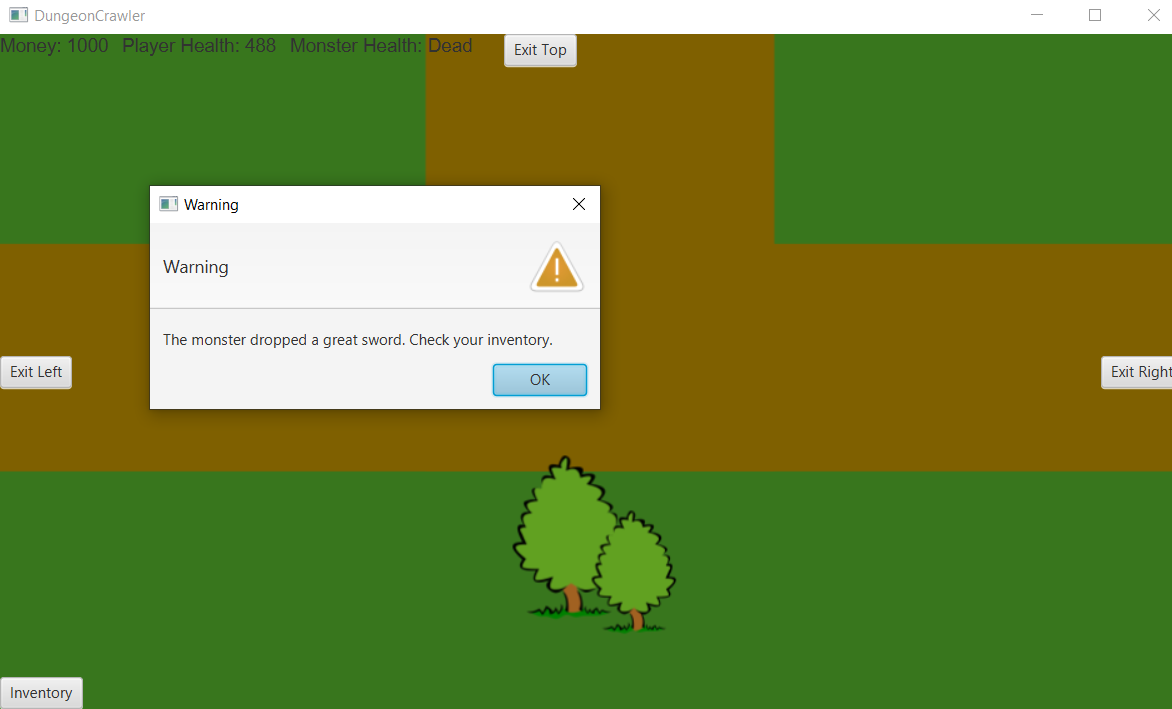 DungeonCrawler
Money: 1000 Player Health: 488 Monster Health: Dead
Exit Top
Warning
Warning
The monster dropped a great sword. Check your inventory.
OK
Exit Left
Exit Right
Inventory